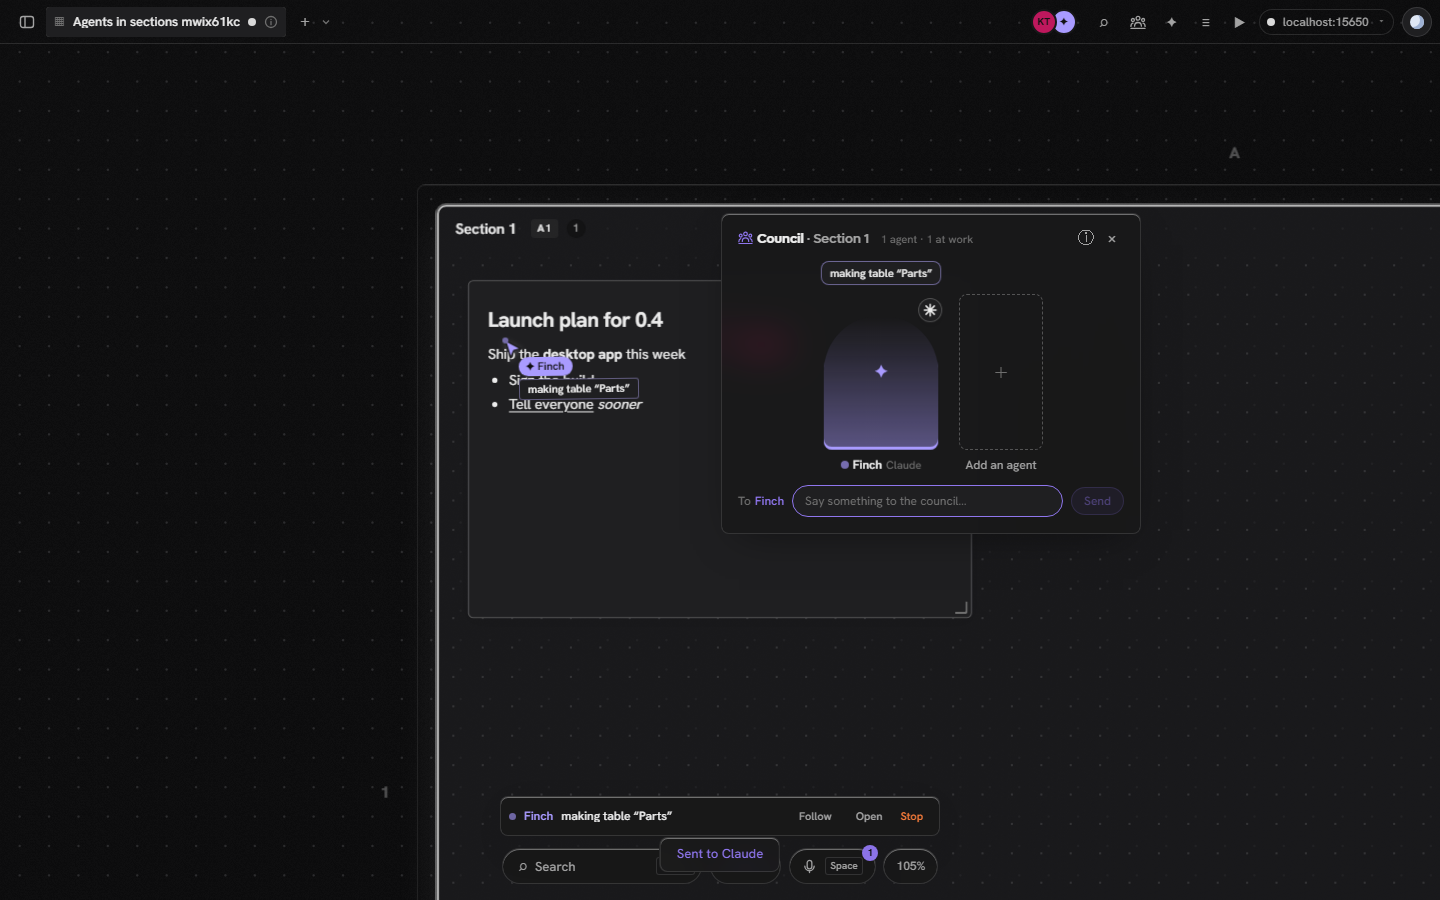 Agents in sections mwix61kc
KT
localhost:15650
A
Section 1 A1 1
Council · Section 1 1 agent · 1 at work
making table “Parts”
Launch plan for 0.4
Ship the desktop app this week
Finch
making table “Parts”
Tell everyone sooner
Finch Claude
Add an agent
To Finch Say something to the council... Send
1
Finch making table “Parts” Follow Open Stop
Sent to Claude
Search
Space 1
105%